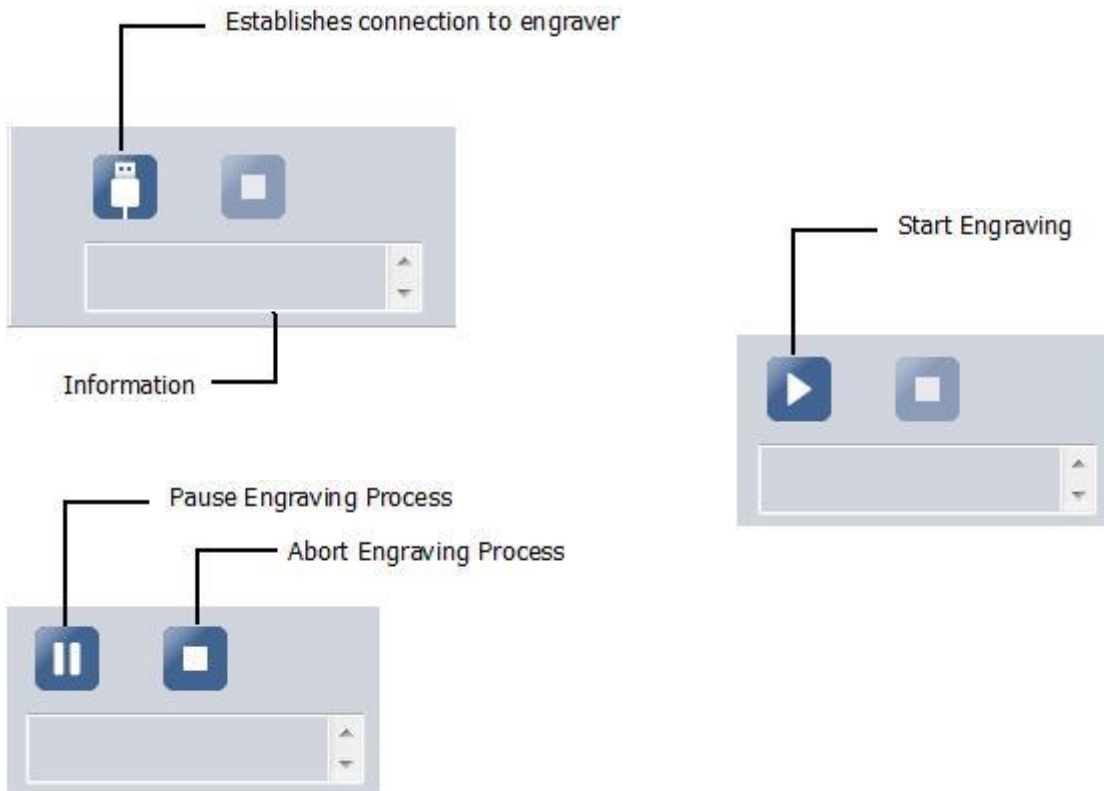 Establishes connection to engraver
Start Engraving
Information
Pause Engraving Process
Abort Engraving Process